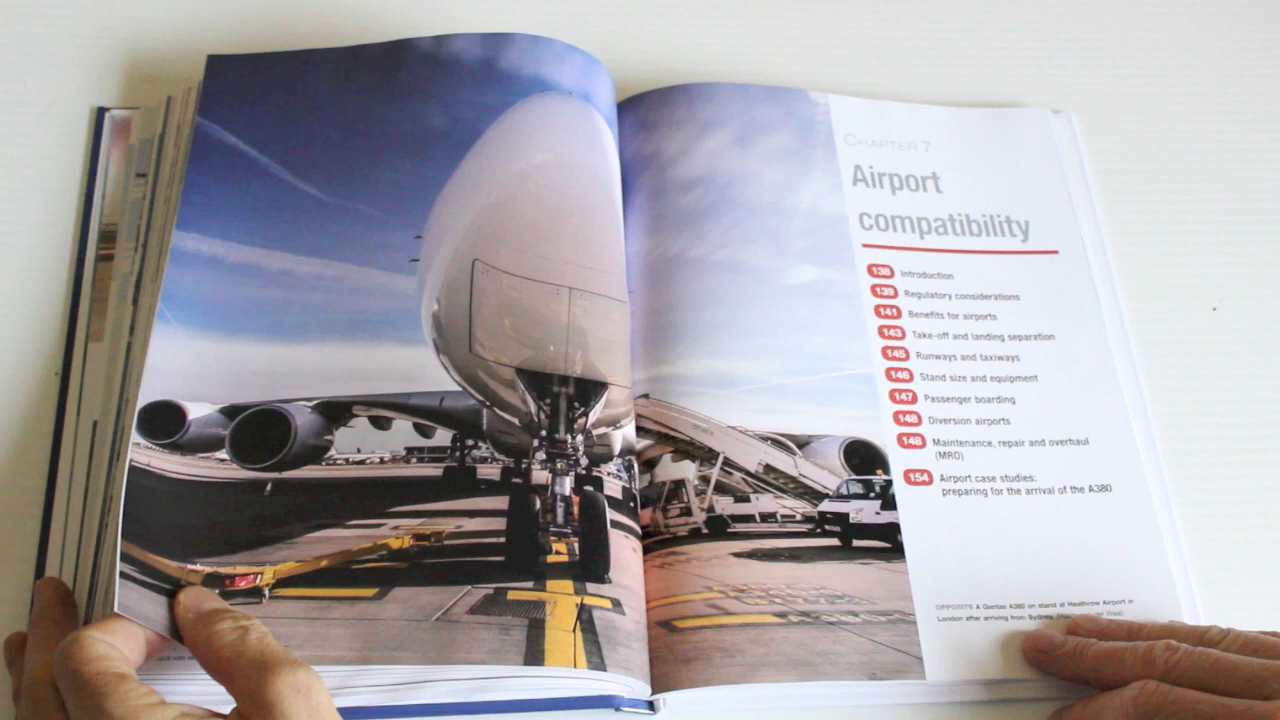 CHAPTER 7
Airport
compatibility
138 Introduction
139 Regulatory considerations
141 Benefits for airports
143 Take-off and landing separation
145 Runways and taxiways
146 Stand size and equipment
147 Passenger boarding
148 Diversion airports
148 Maintenance, repair and overhaul
(MRO)
154 Airport case studies:
preparing for the arrival of the A380
OPPOSITE A Qantas A380 on stand at Heathrow Airport in
London after arriving from Sydney.